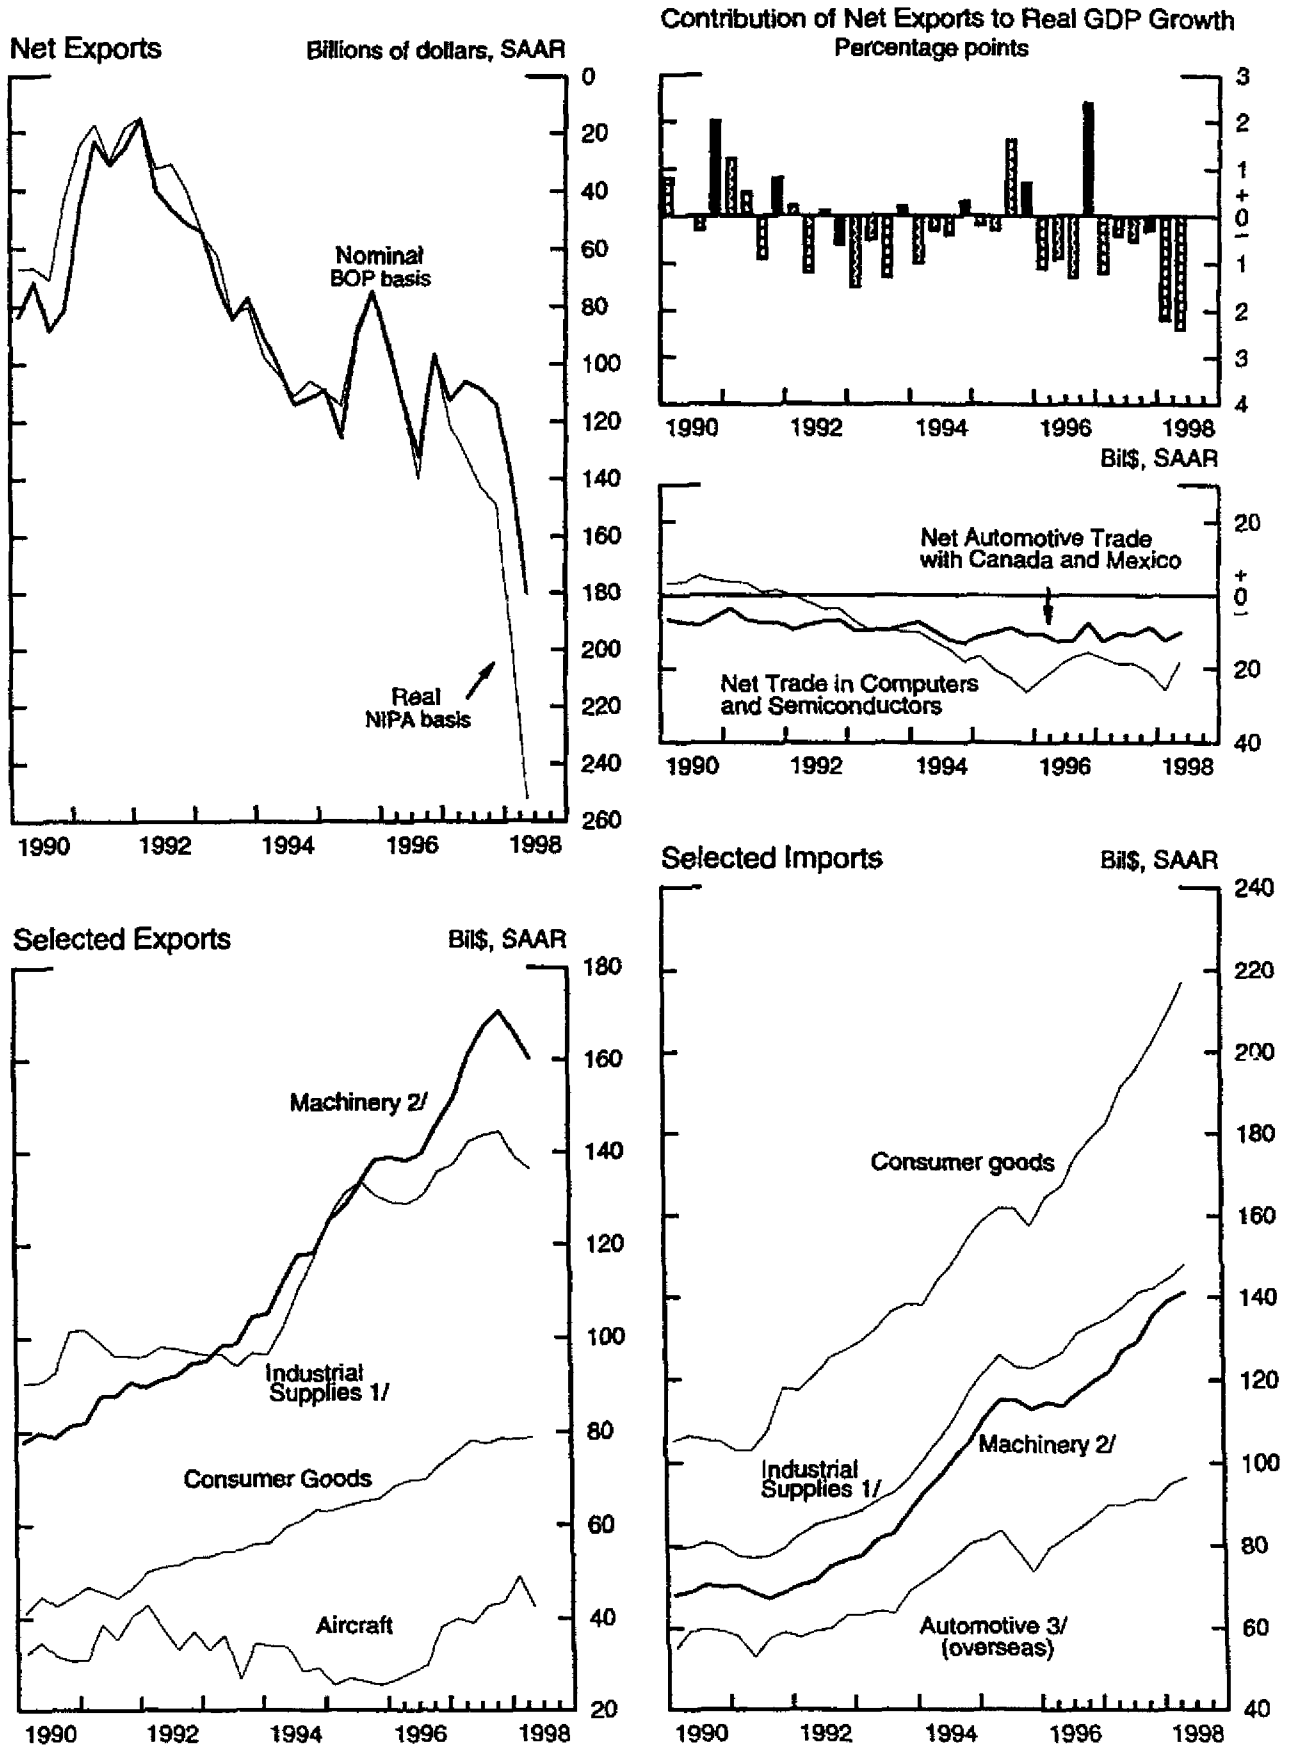 Net Exports
Billions of dollars, SAAR
0
20
40
60
80
100
120
140
160
180
200
220
240
260
Nominal
BOP basis
Real
NIPA basis
1990 1992 1994 1996 1998
Contribution of Net Exports to Real GDP Growth
Percentage points
3
2
1
+
0
–
1
2
3
4
1990 1992 1994 1996 1998
Bil$, SAAR
20
+
0
–
20
40
Net Automotive Trade
with Canada and Mexico
Net Trade in Computers
and Semiconductors
1990 1992 1994 1996 1998
Selected Exports
Bil$, SAAR
180
160
140
120
100
80
60
40
20
Machinery 2/
Industrial
Supplies 1/
Consumer Goods
Aircraft
1990 1992 1994 1996 1998
Selected Imports
Bil$, SAAR
240
220
200
180
160
140
120
100
80
60
40
Consumer goods
Industrial
Supplies 1/
Machinery 2/
Automotive 3/
(overseas)
1990 1992 1994 1996 1998